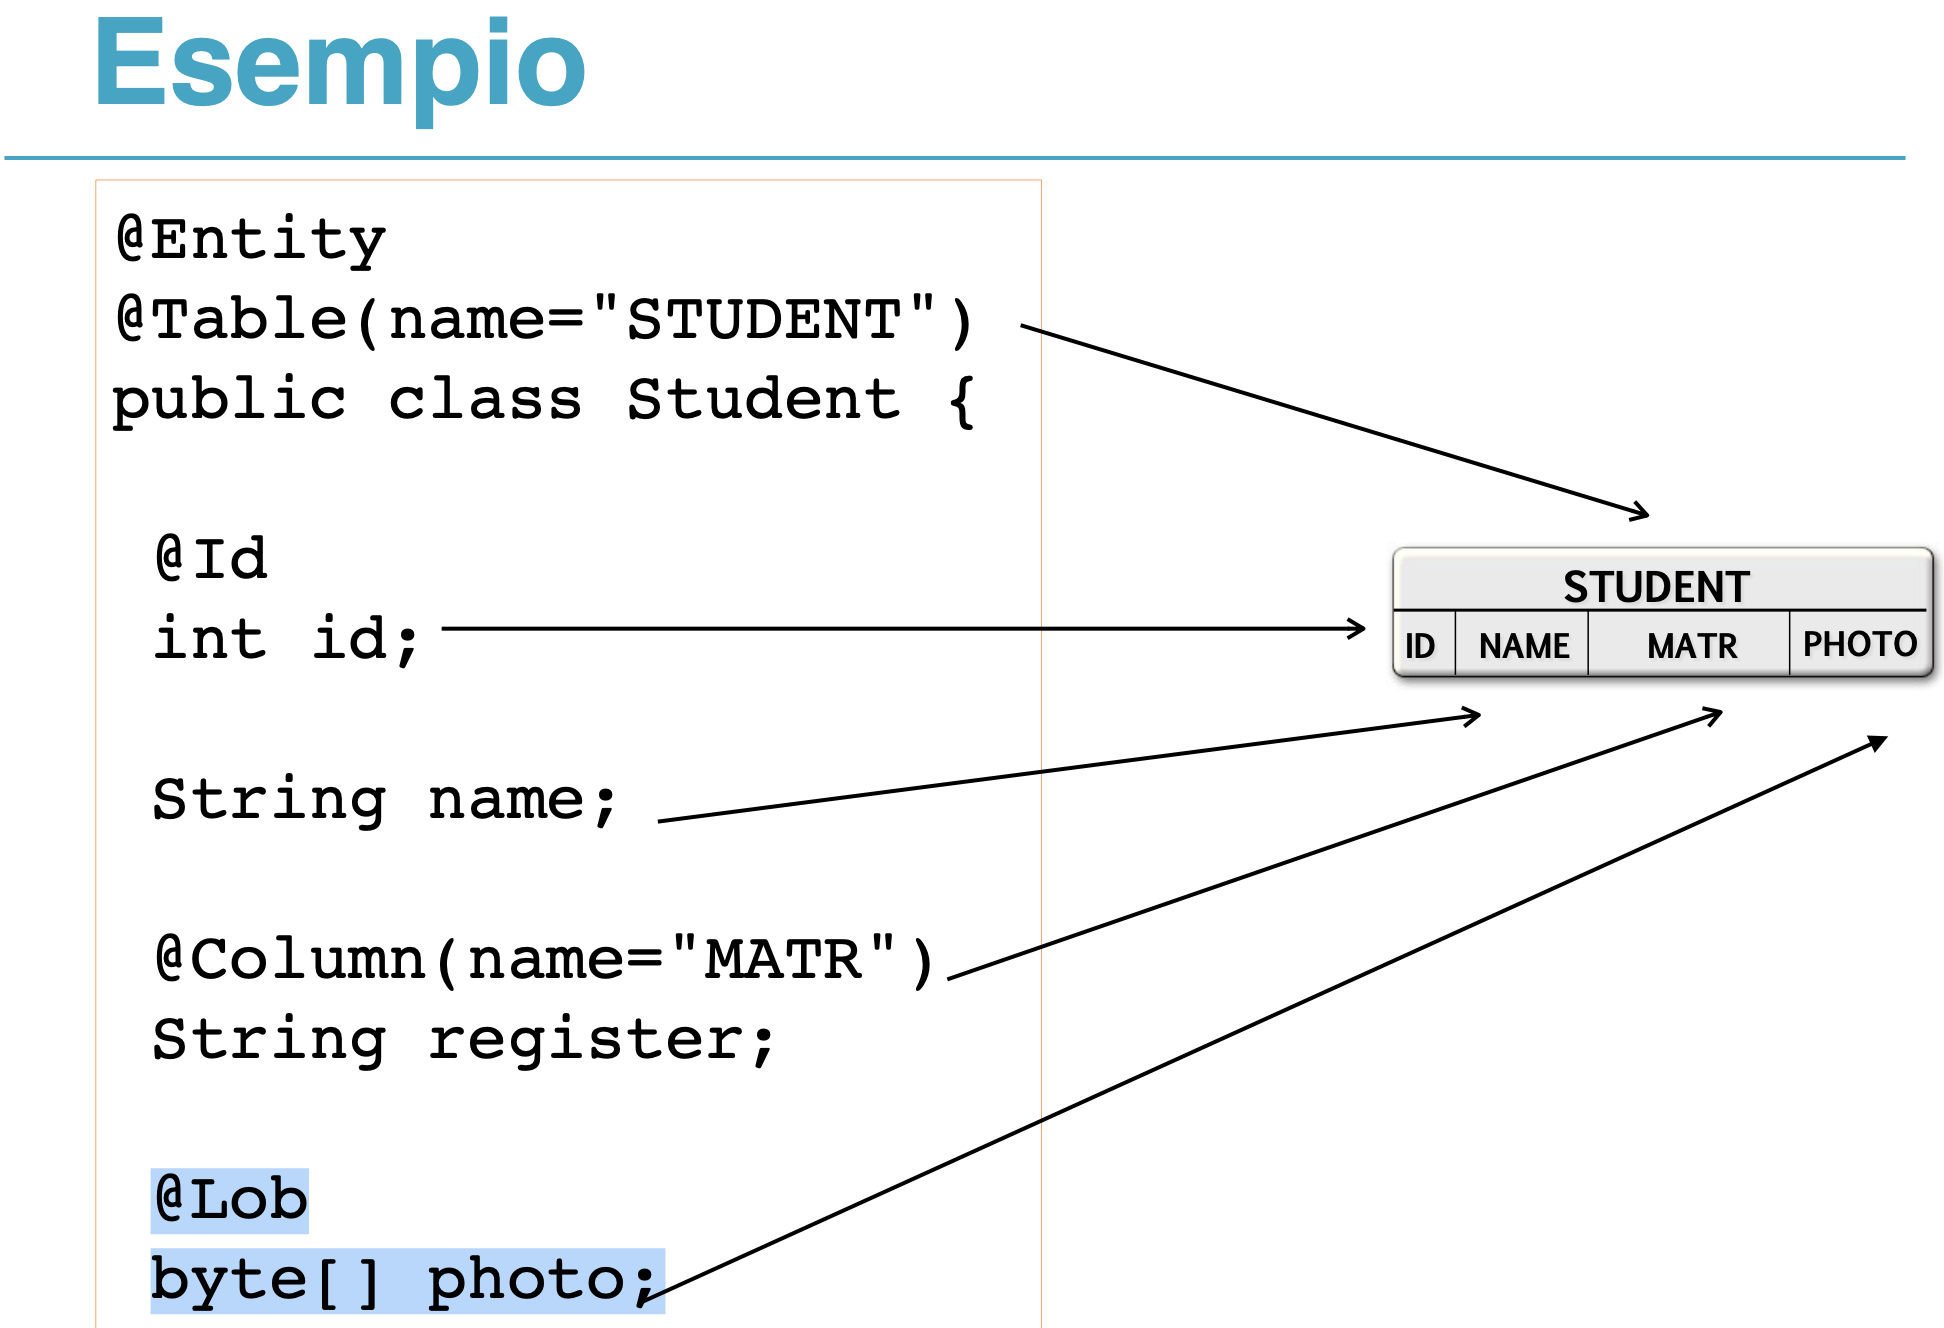 Esempio
@Entity
@Table(name="STUDENT")
public class Student {
@Id
int id;
String name;
@Column(name="MATR")
String register;
@Lob
byte[] photo;
STUDENT
ID NAME MATR PHOTO